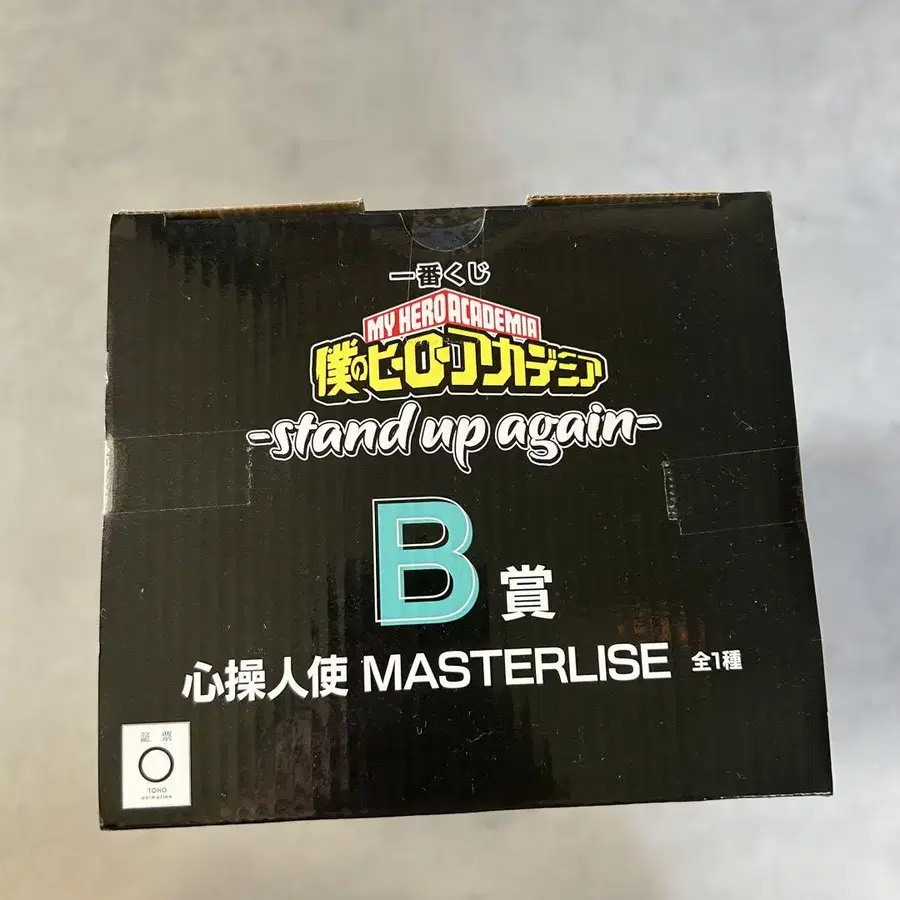 一番くじ
MY HERO ACADEMIA
僕のヒーローアカデミア
-stand up again-
B賞
心操人使 MASTERLISE 全1種
証 票
TOHO
animation